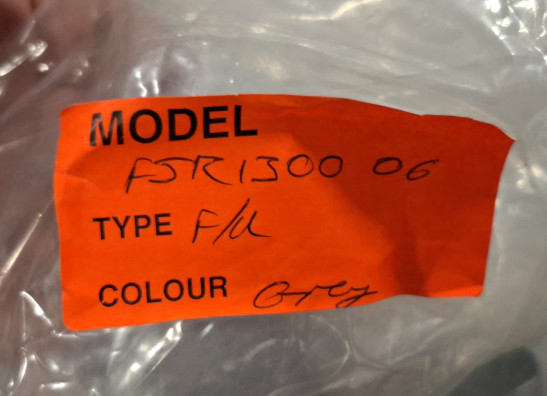 MODEL
FJR1300 06
TYPE F/U
COLOUR Grey